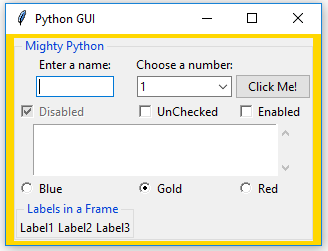 Python GUI
Mighty Python
Enter a name: Choose a number:
1 Click Me!
Disabled UnChecked Enabled
Blue Gold Red
Labels in a Frame
Label1 Label2 Label3